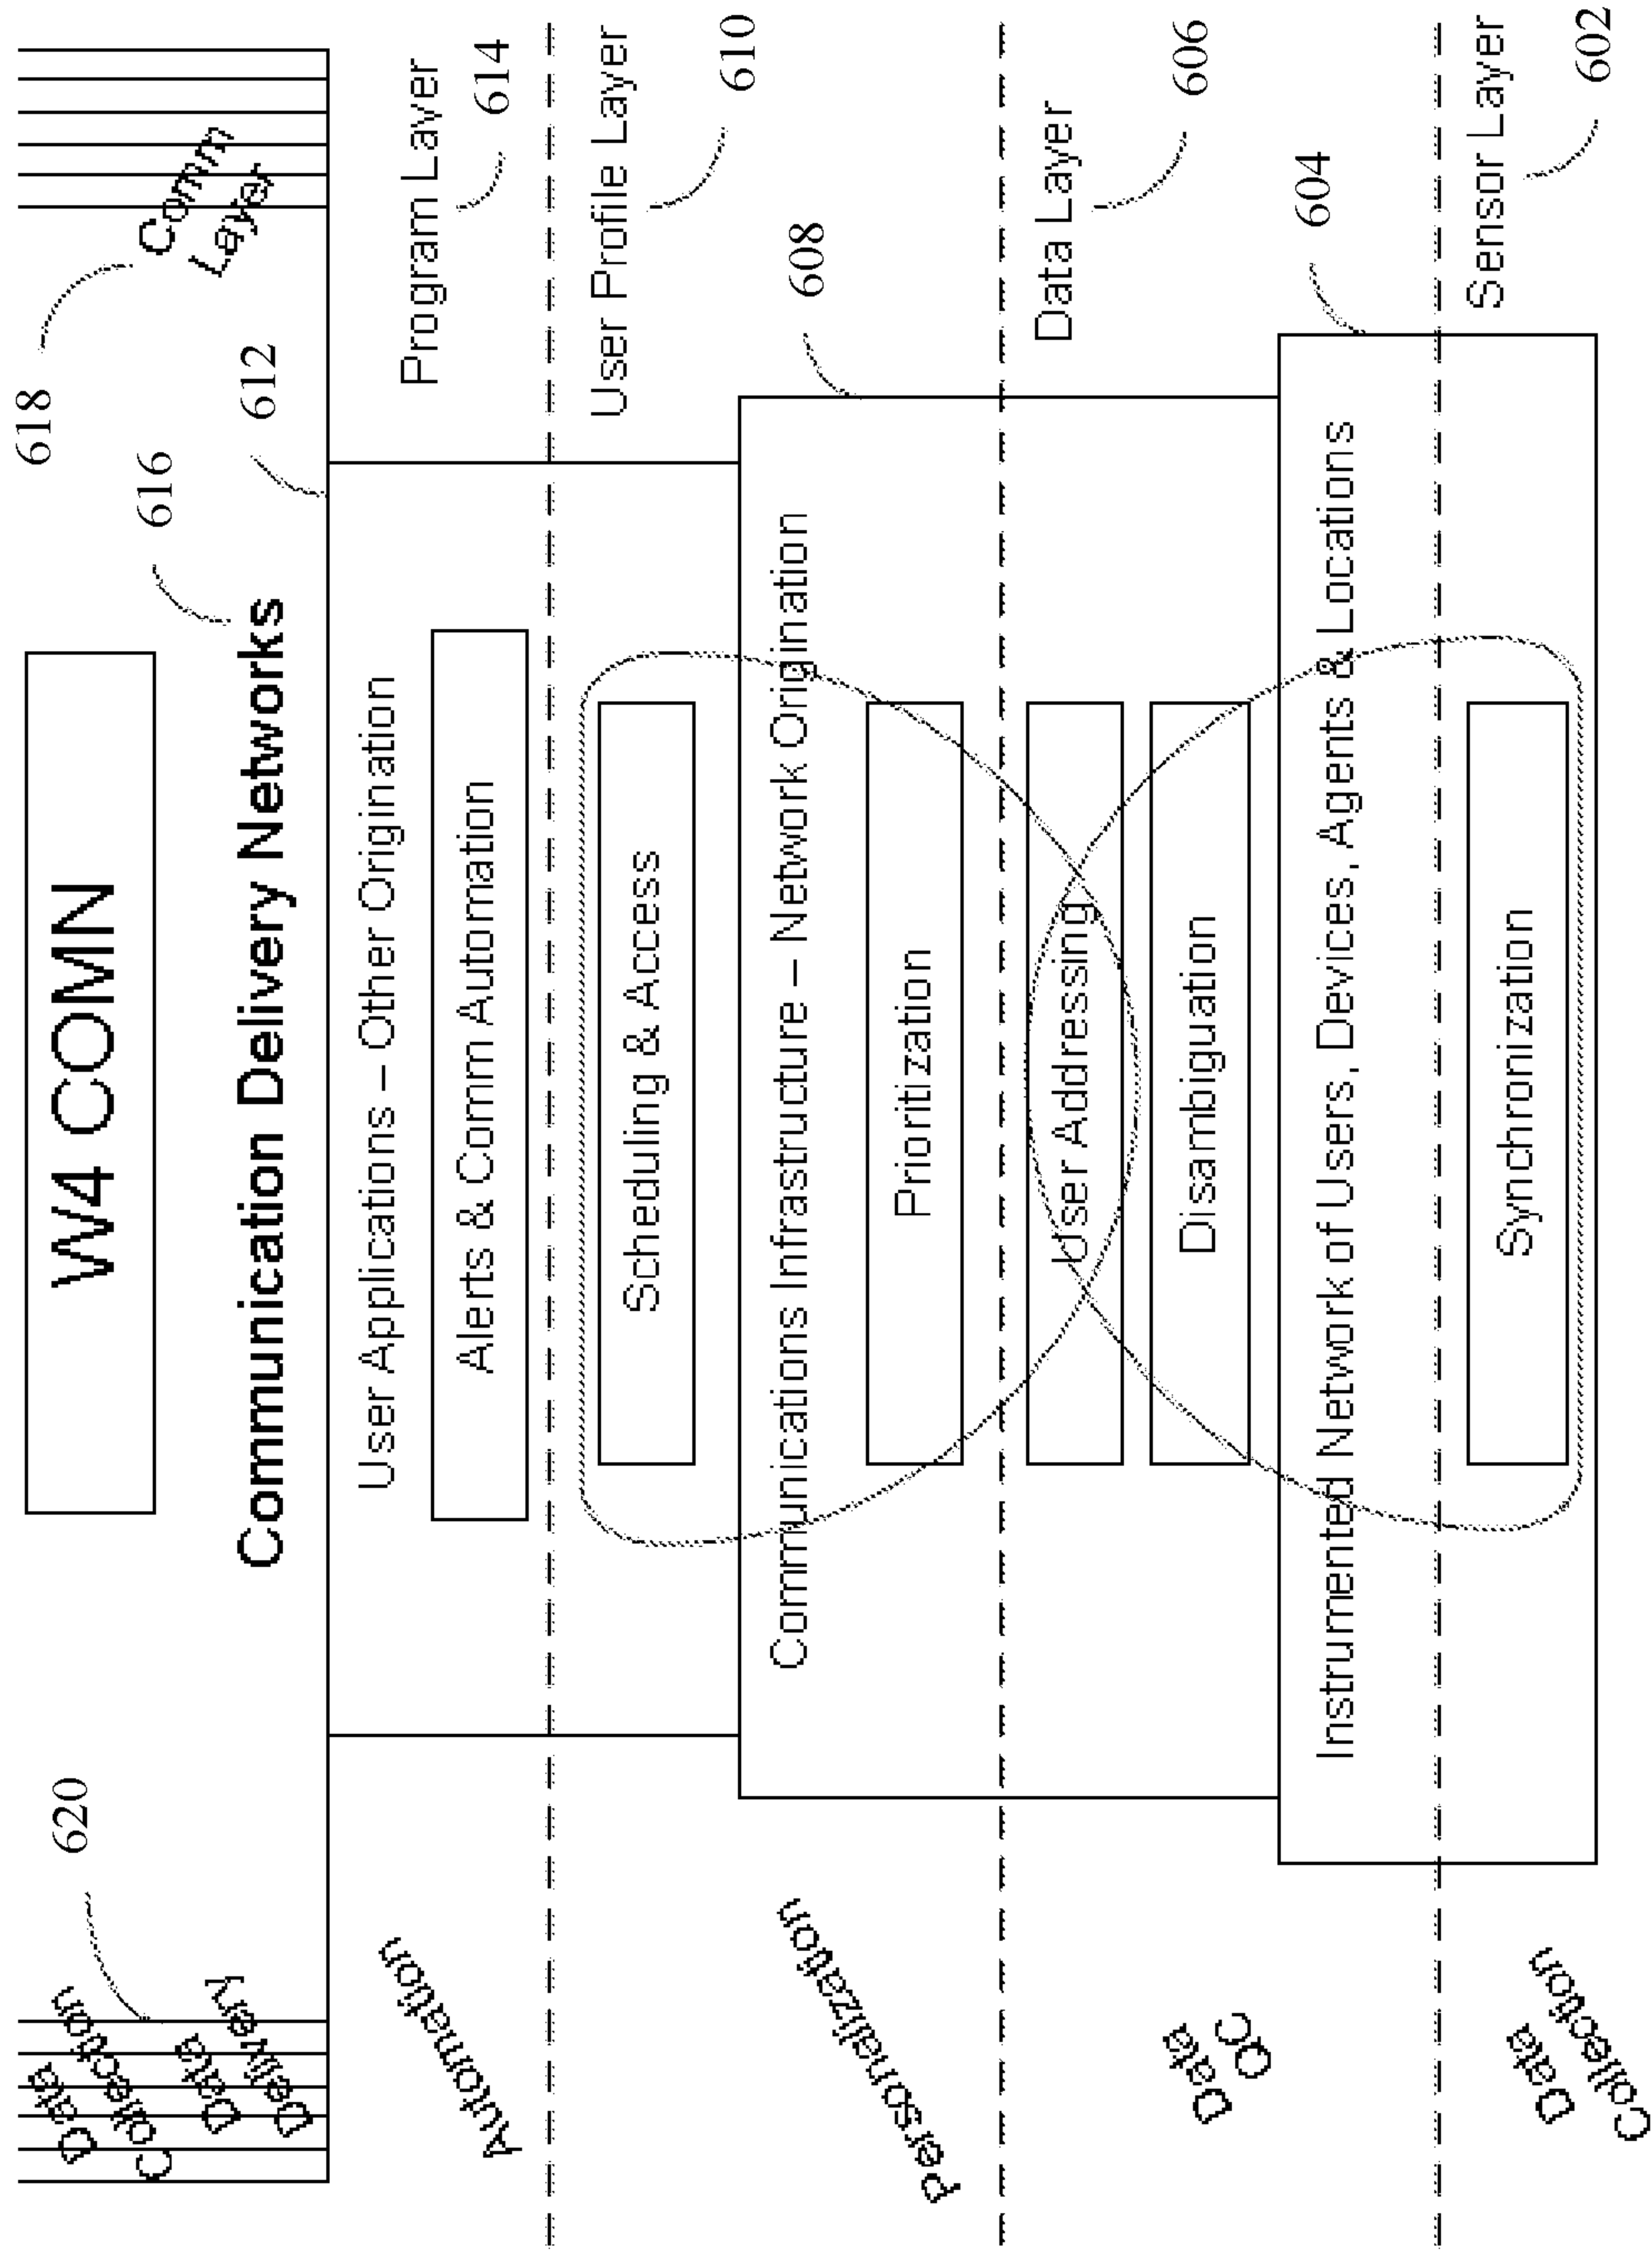 W4 COMN
618
620
616
Communication Delivery Networks
Data
Collection
Data
Delivery
Comm
Layer
612
User Applications – Other Origination
Automation
Alerts & Comm Automation
Program Layer
614
Scheduling & Access
User Profile Layer
610
Communications Infrastructure – Network Origination
608
Personalization
Prioritization
User Addressing
Data Layer
606
Data
QC
Disambiguation
Instrumented Network of Users, Devices, Agents & Locations
604
Data
Collection
Synchronization
Sensor Layer
602